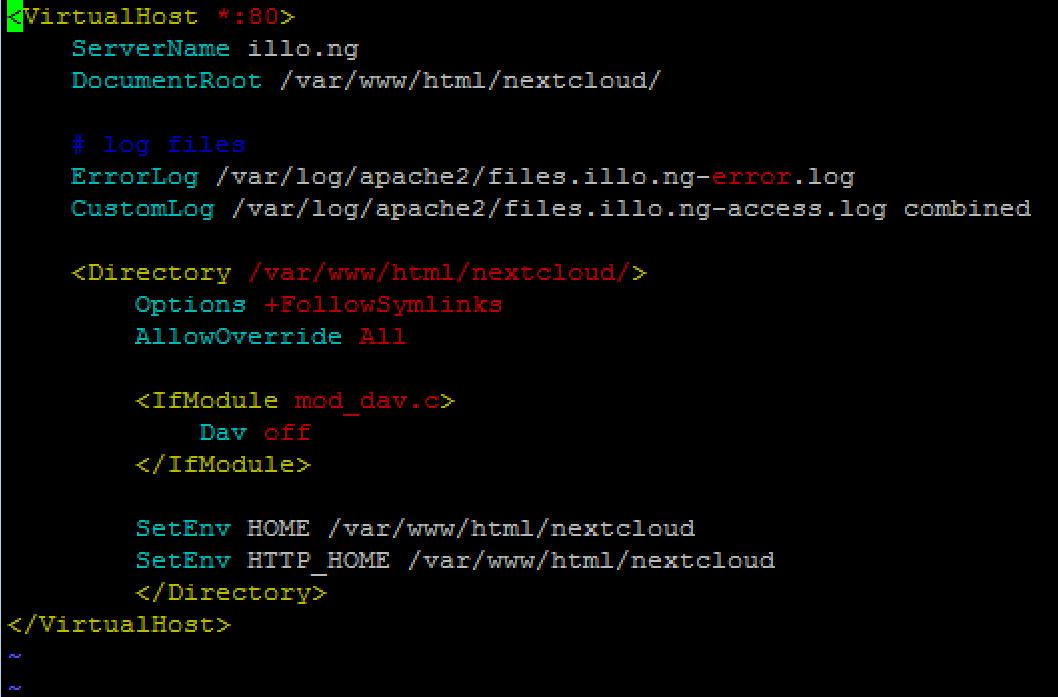 <VirtualHost *:80>
    ServerName illo.ng
    DocumentRoot /var/www/html/nextcloud/
    # log files
    ErrorLog /var/log/apache2/files.illo.ng-error.log
    CustomLog /var/log/apache2/files.illo.ng-access.log combined
    <Directory /var/www/html/nextcloud/>
        Options +FollowSymlinks
        AllowOverride All
        <IfModule mod_dav.c>
            Dav off
        </IfModule>
        SetEnv HOME /var/www/html/nextcloud
        SetEnv HTTP_HOME /var/www/html/nextcloud
        </Directory>
</VirtualHost>
~
~